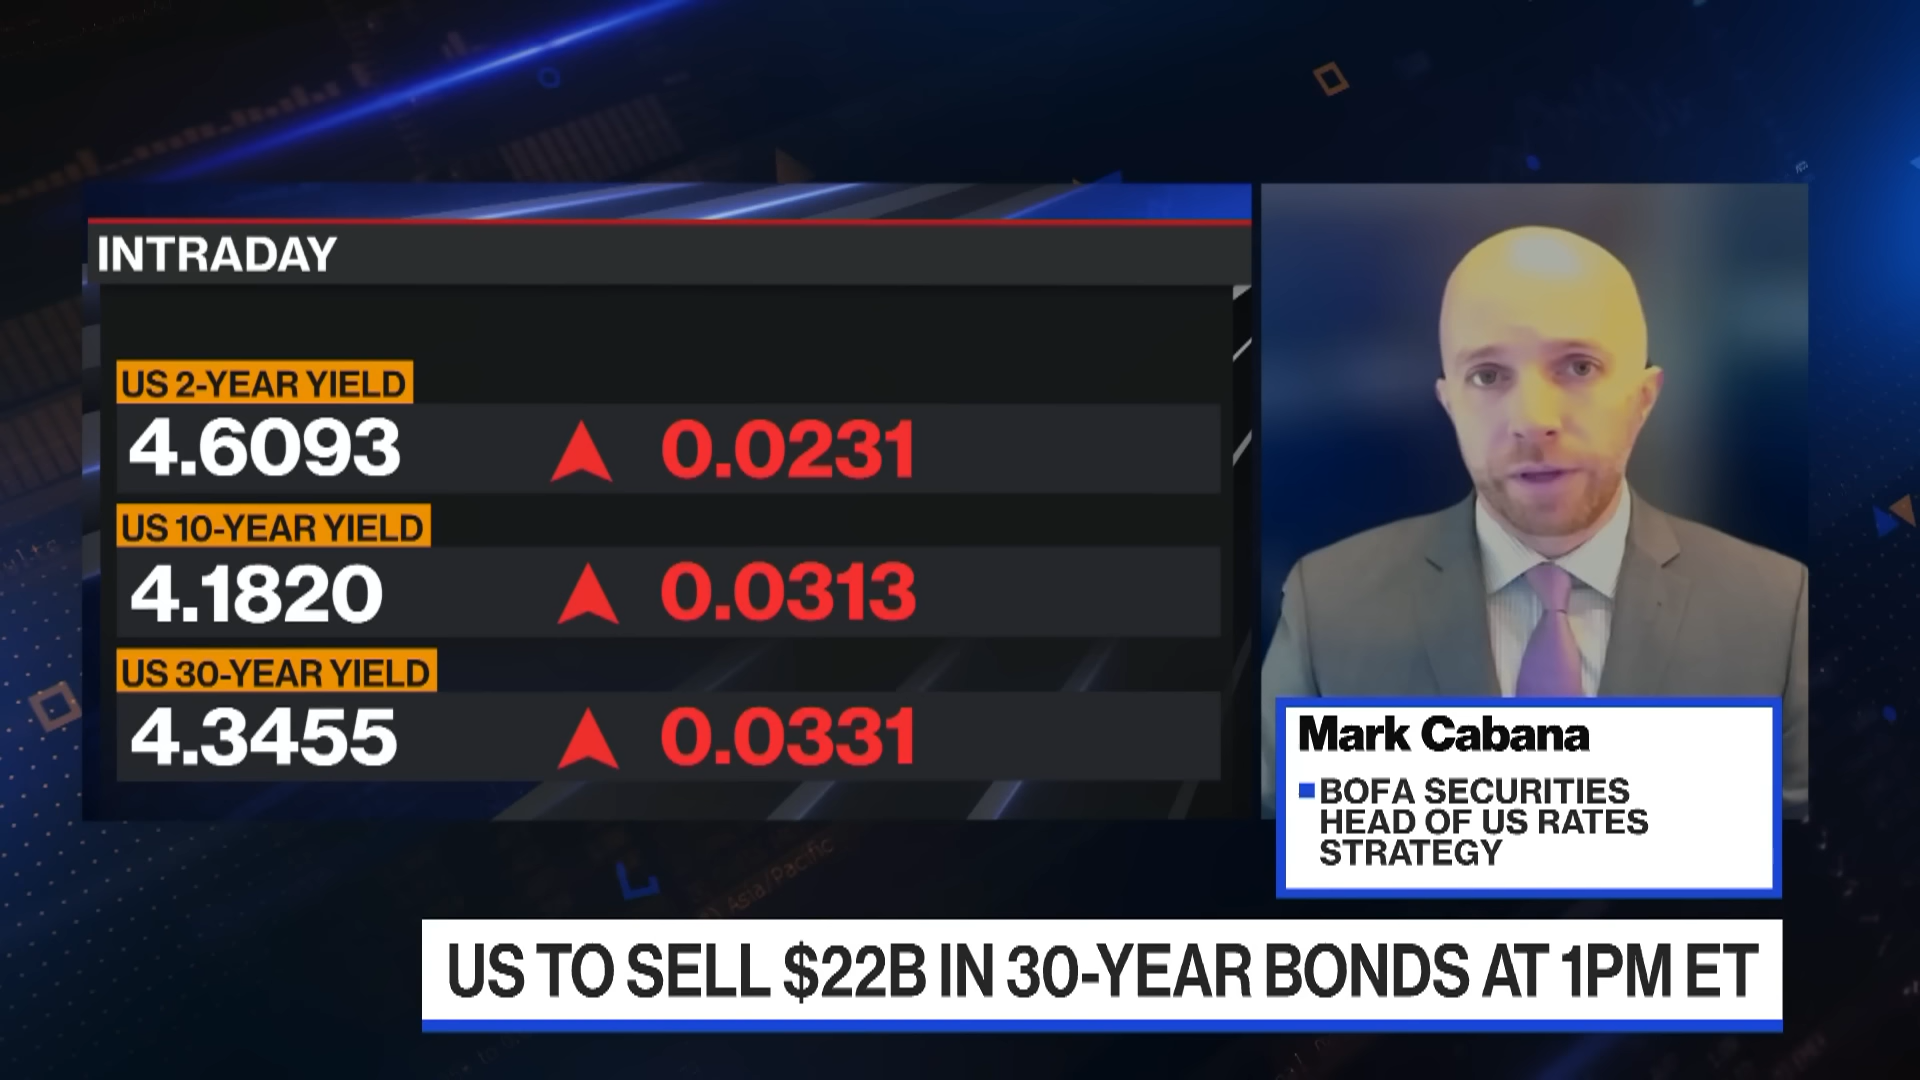 INTRADAY
US 2-YEAR YIELD
4.6093 0.0231
US 10-YEAR YIELD
4.1820 0.0313
US 30-YEAR YIELD
4.3455 0.0331
Mark Cabana
BOFA SECURITIES
HEAD OF US RATES
STRATEGY
Asia/Pacific
US TO SELL $22B IN 30-YEAR BONDS AT 1PM ET